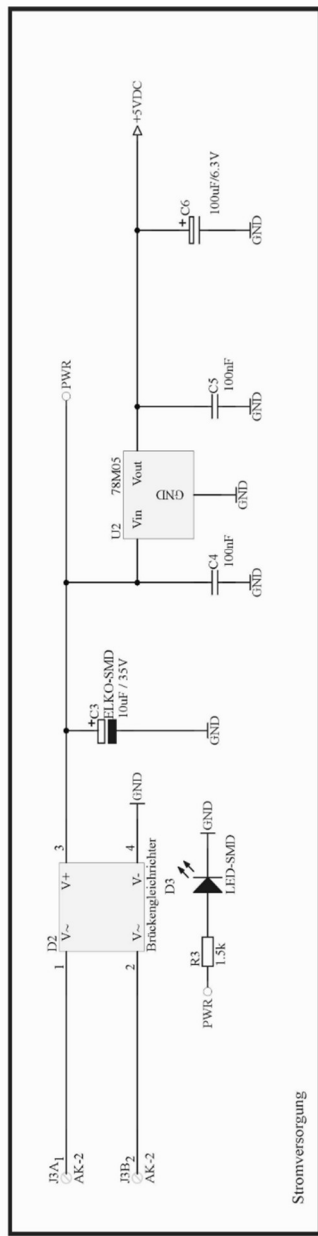 J3A 1
AK-2
J3B 2
AK-2
D2
1 V~ V+ 3
2 V~ V- 4
Brückengleichrichter
GND
+C3
ELKO-SMD
10uF / 35V
GND
PWR
U2 78M05
Vin Vout
GND
GND
C4
100nF
GND
C5
100nF
GND
+C6
100uF/6.3V
GND
+5VDC
PWR
R3
1.5k
D3
LED-SMD
GND
Stromversorgung